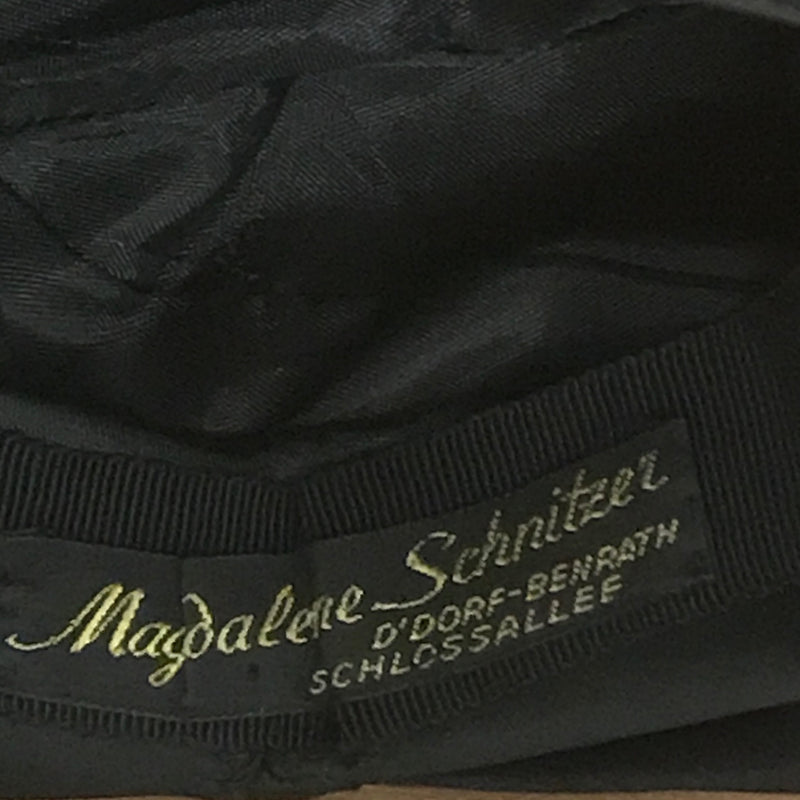 Magdalene Schnitzer
D'DORF-BENRATH
SCHLOSSALLEE